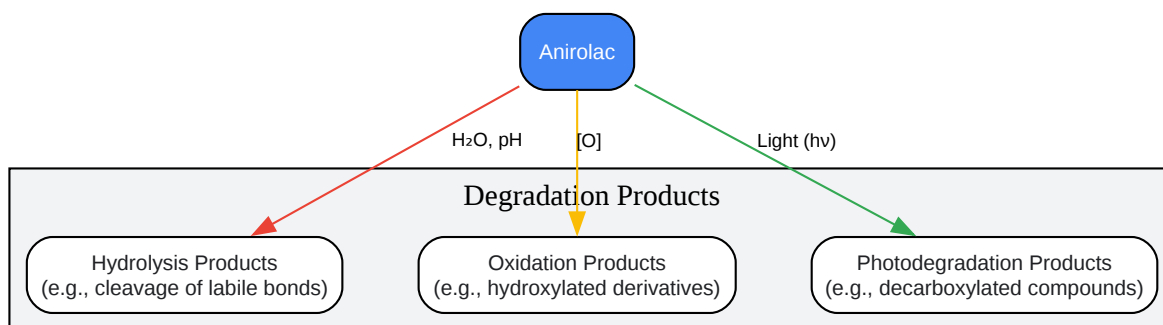 Anirolac
H₂O, pH
[O]
Light (hν)
Degradation Products
Hydrolysis Products
(e.g., cleavage of labile bonds)
Oxidation Products
(e.g., hydroxylated derivatives)
Photodegradation Products
(e.g., decarboxylated compounds)